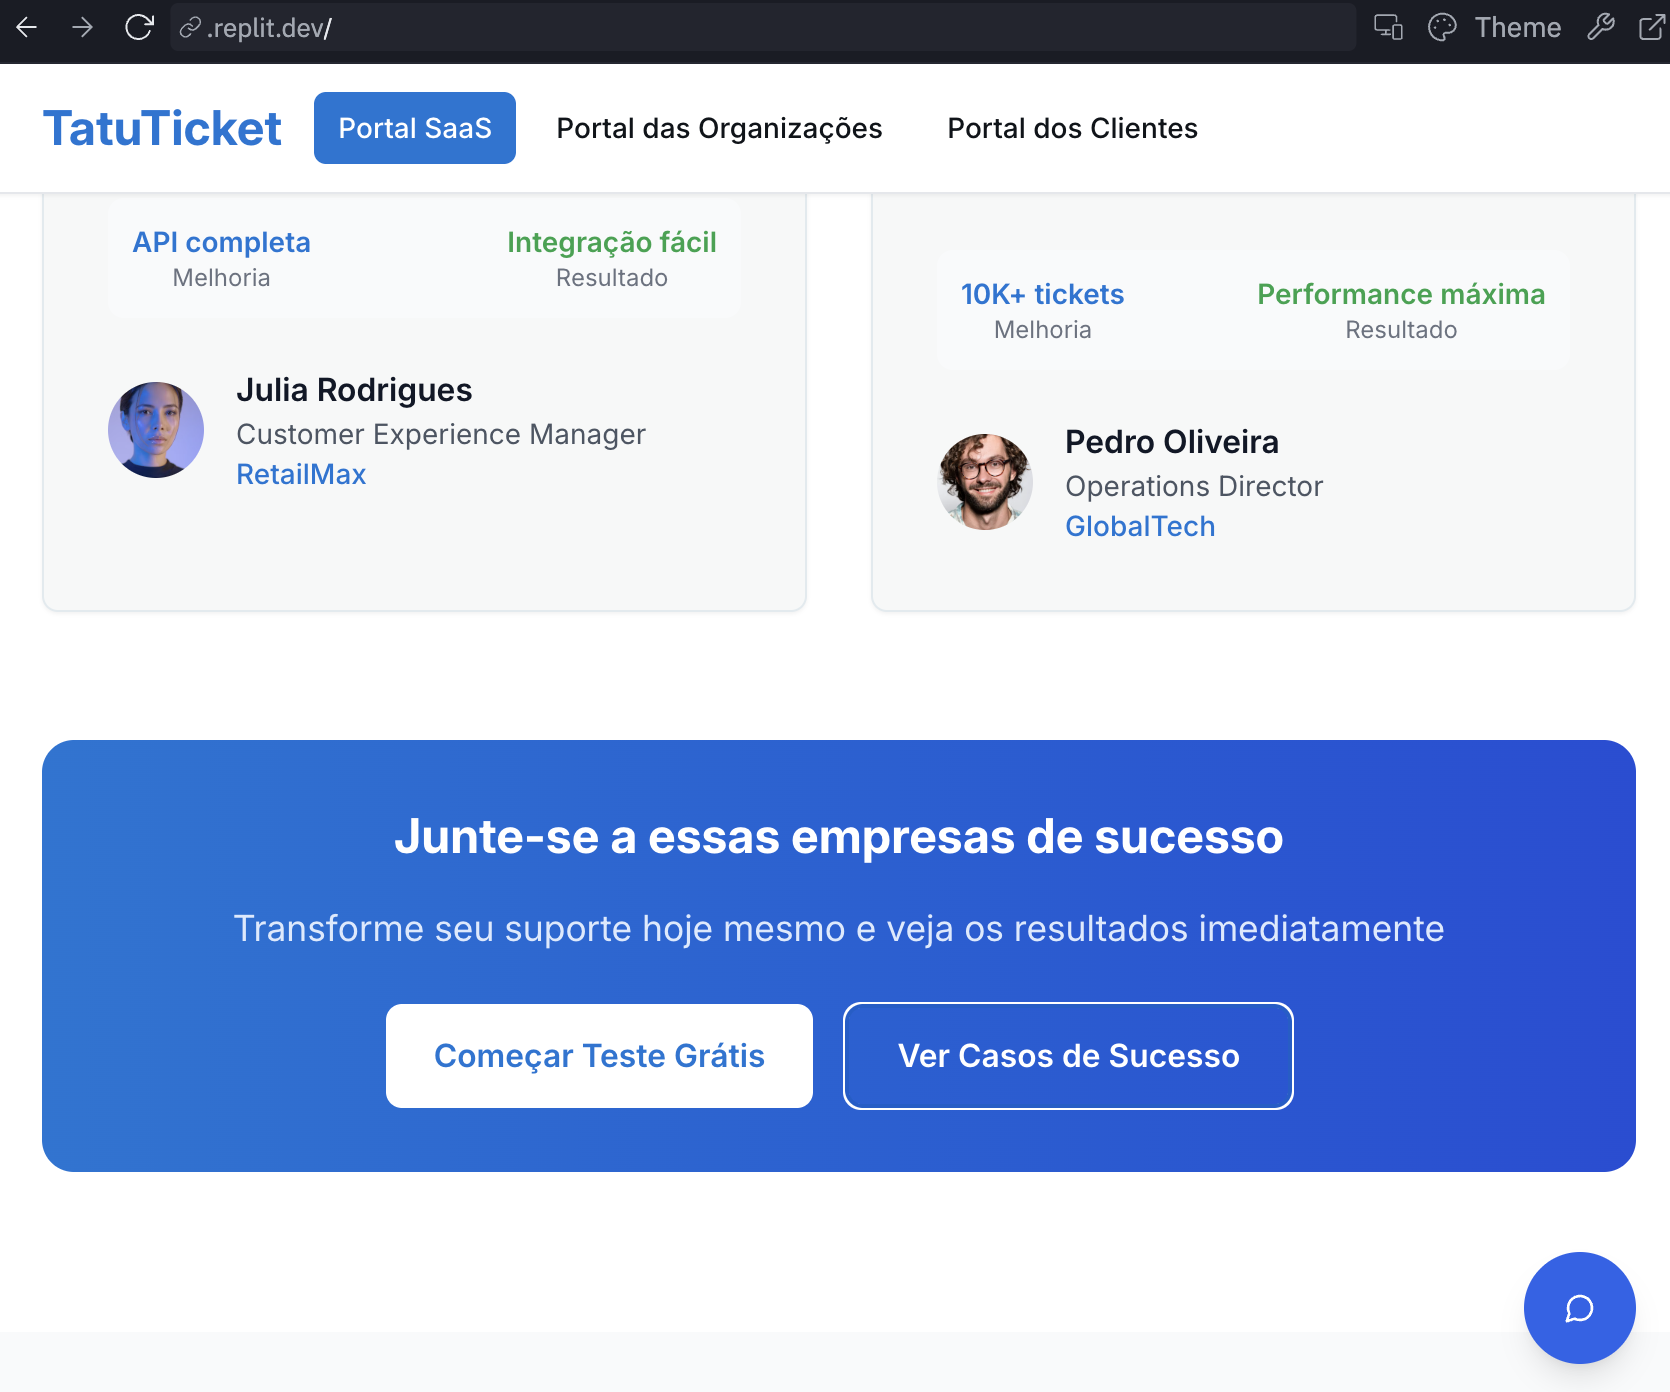 .replit.dev/
Theme
TatuTicket
Portal SaaS
Portal das Organizações
Portal dos Clientes
API completa
Melhoria
Integração fácil
Resultado
Julia Rodrigues
Customer Experience Manager
RetailMax
10K+ tickets
Melhoria
Performance máxima
Resultado
Pedro Oliveira
Operations Director
GlobalTech
Junte-se a essas empresas de sucesso
Transforme seu suporte hoje mesmo e veja os resultados imediatamente
Começar Teste Grátis
Ver Casos de Sucesso